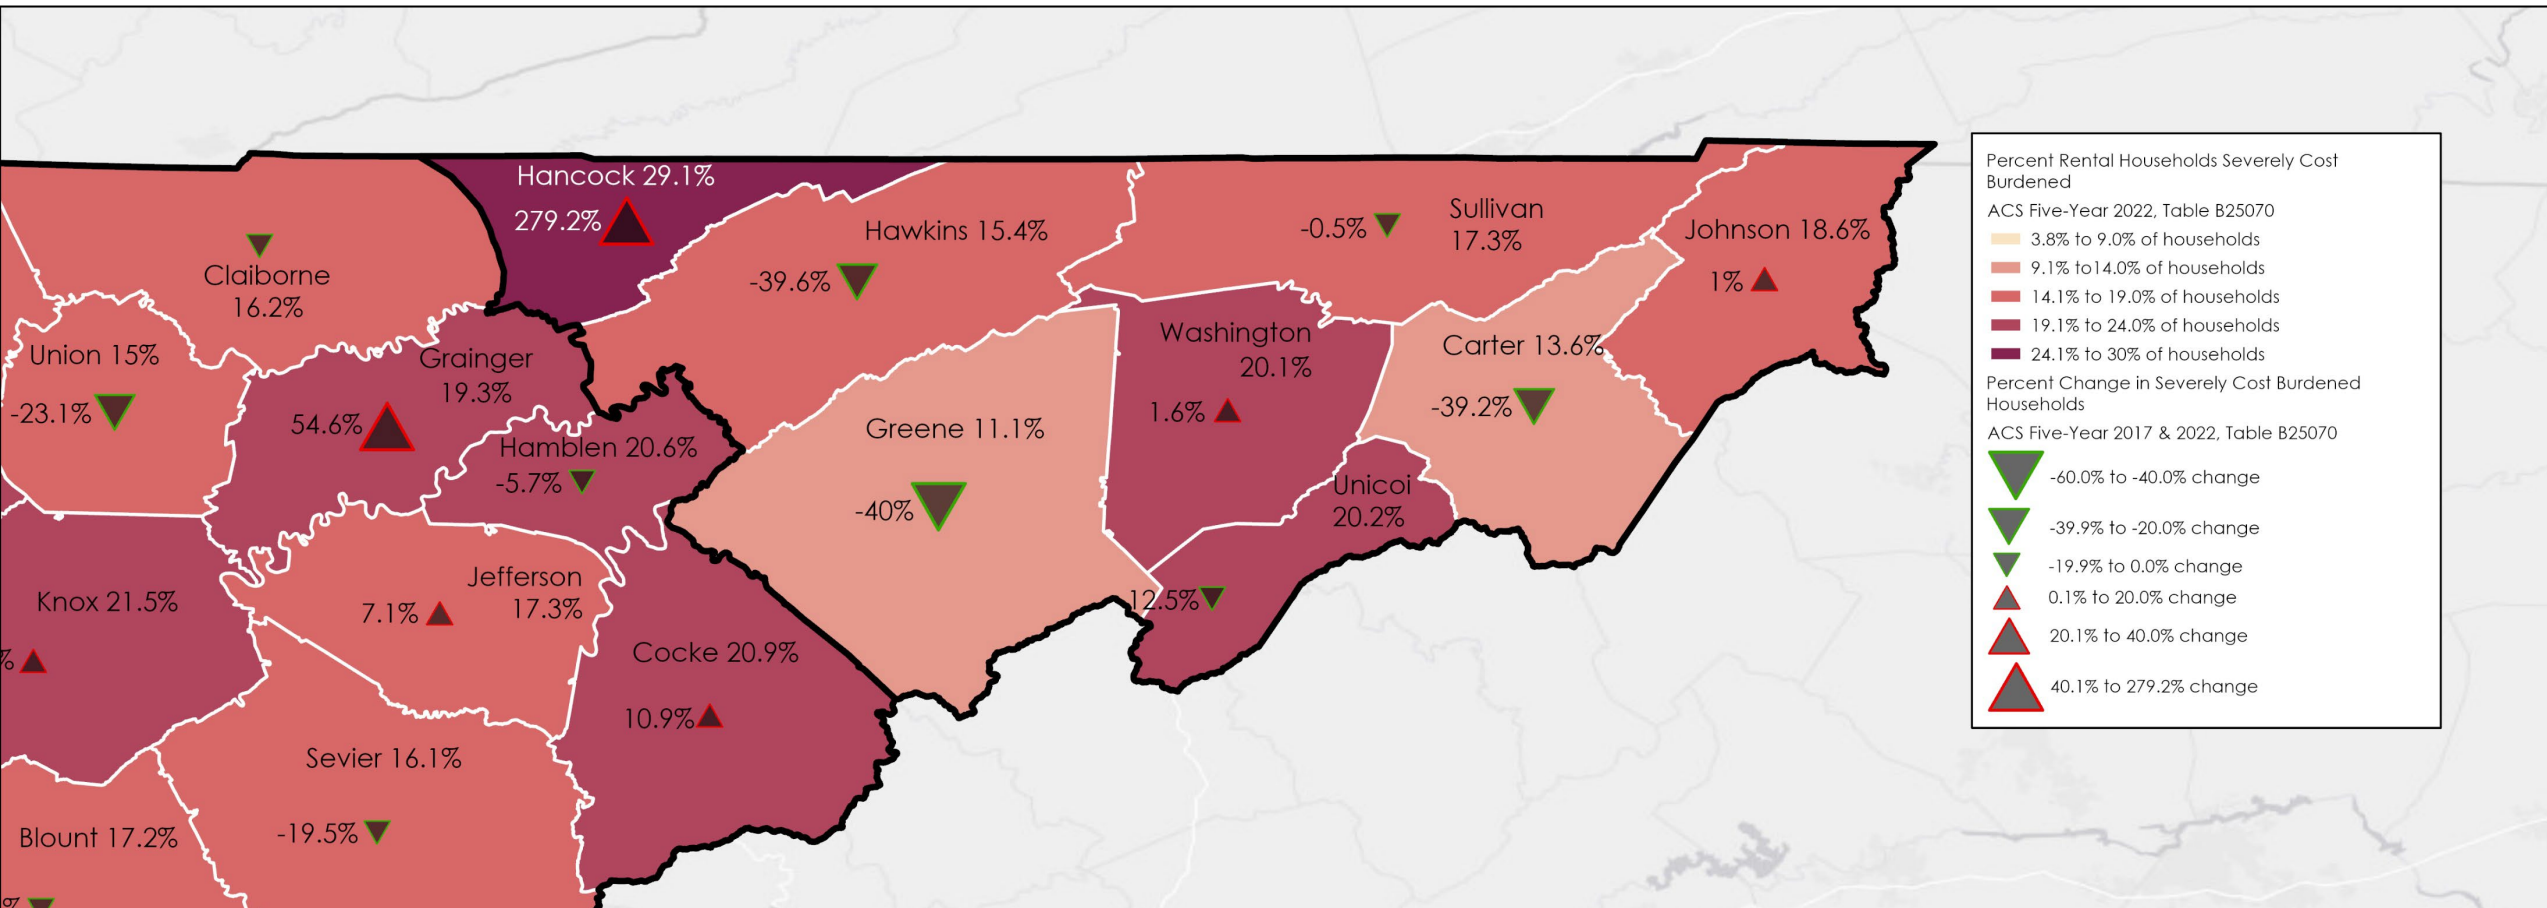 Hancock 29.1%
279.2%
Hawkins 15.4%
-39.6%
Sullivan
17.3%
-0.5%
Johnson 18.6%
1%
Claiborne
16.2%
Union 15%
-23.1%
Grainger
19.3%
54.6%
Hamblen 20.6%
-5.7%
Greene 11.1%
-40%
Washington
20.1%
1.6%
Carter 13.6%
-39.2%
Unicoi
20.2%
12.5%
Knox 21.5%
%
Jefferson
17.3%
7.1%
Cocke 20.9%
10.9%
Sevier 16.1%
-19.5%
Blount 17.2%
%
Percent Rental Households Severely Cost
Burdened
ACS Five-Year 2022, Table B25070
3.8% to 9.0% of households
9.1% to14.0% of households
14.1% to 19.0% of households
19.1% to 24.0% of households
24.1% to 30% of households
Percent Change in Severely Cost Burdened
Households
ACS Five-Year 2017 & 2022, Table B25070
-60.0% to -40.0% change
-39.9% to -20.0% change
-19.9% to 0.0% change
0.1% to 20.0% change
20.1% to 40.0% change
40.1% to 279.2% change